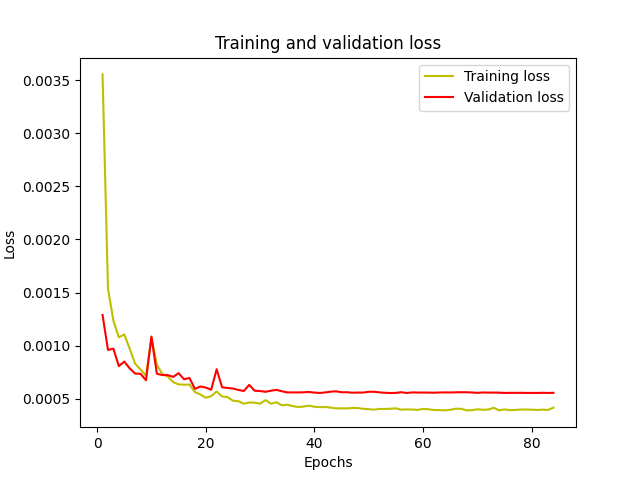 Training and validation loss
Training loss
Validation loss
0.0035
0.0030
0.0025
0.0020
0.0015
0.0010
0.0005
Loss
0
20
40
60
80
Epochs